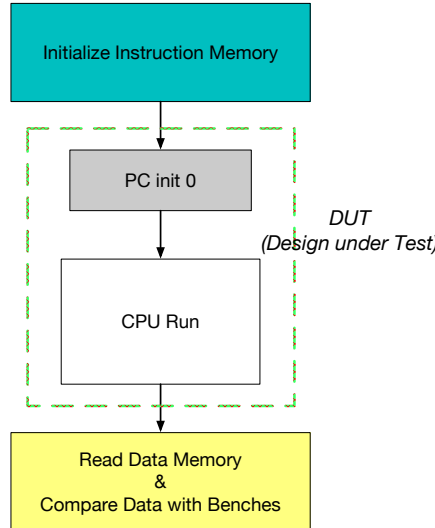 Initialize Instruction Memory
PC init 0
DUT
(Design under Test)
CPU Run
Read Data Memory
&
Compare Data with Benches